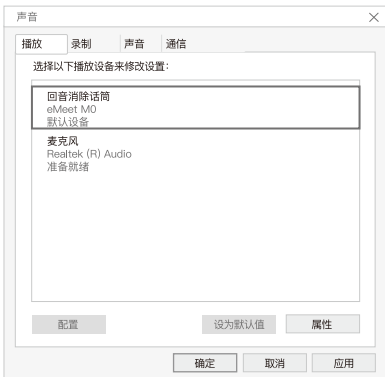 声音
播放 录制 声音 通信
选择以下播放设备来修改设置:
回音消除话筒
eMeet M0
默认设备
麦克风
Realtek (R) Audio
准备就绪
配置 设为默认值 属性
确定 取消 应用